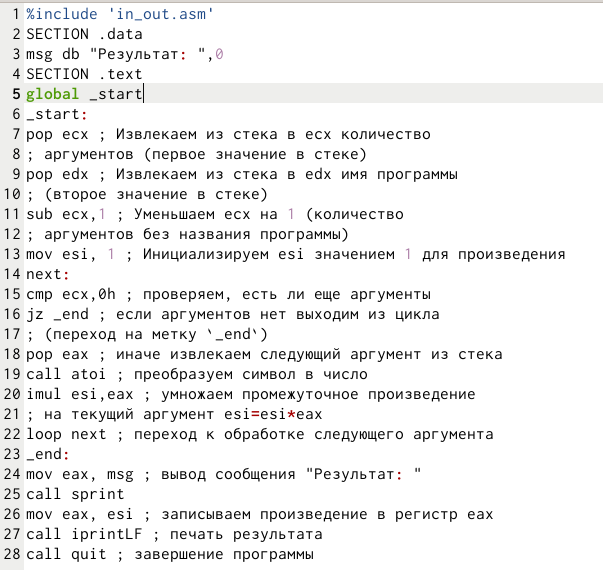 1 %include 'in_out.asm'
2 SECTION .data
3 msg db "Результат: ",0
4 SECTION .text
5 global _start
6 _start:
7 pop ecx ; Извлекаем из стека в ecx количество
8 ; аргументов (первое значение в стеке)
9 pop edx ; Извлекаем из стека в edx имя программы
10 ; (второе значение в стеке)
11 sub ecx,1 ; Уменьшаем ecx на 1 (количество
12 ; аргументов без названия программы)
13 mov esi, 1 ; Инициализируем esi значением 1 для произведения
14 next:
15 cmp ecx,0h ; проверяем, есть ли еще аргументы
16 jz _end ; если аргументов нет выходим из цикла
17 ; (переход на метку `_end`)
18 pop eax ; иначе извлекаем следующий аргумент из стека
19 call atoi ; преобразуем символ в число
20 imul esi,eax ; умножаем промежуточное произведение
21 ; на текущий аргумент esi=esi*eax
22 loop next ; переход к обработке следующего аргумента
23 _end:
24 mov eax, msg ; вывод сообщения "Результат: "
25 call sprint
26 mov eax, esi ; записываем произведение в регистр eax
27 call iprintLF ; печать результата
28 call quit ; завершение программы